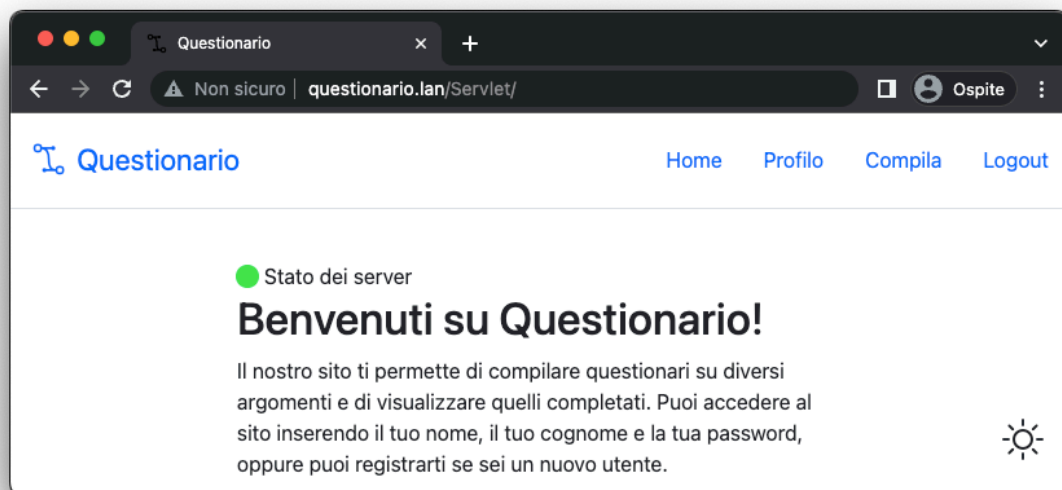 Questionario
Non sicuro questionario.lan/Servlet/ Ospite
Questionario Home Profilo Compila Logout
Stato dei server
Benvenuti su Questionario!
Il nostro sito ti permette di compilare questionari su diversi
argomenti e di visualizzare quelli completati. Puoi accedere al
sito inserendo il tuo nome, il tuo cognome e la tua password,
oppure puoi registrarti se sei un nuovo utente.